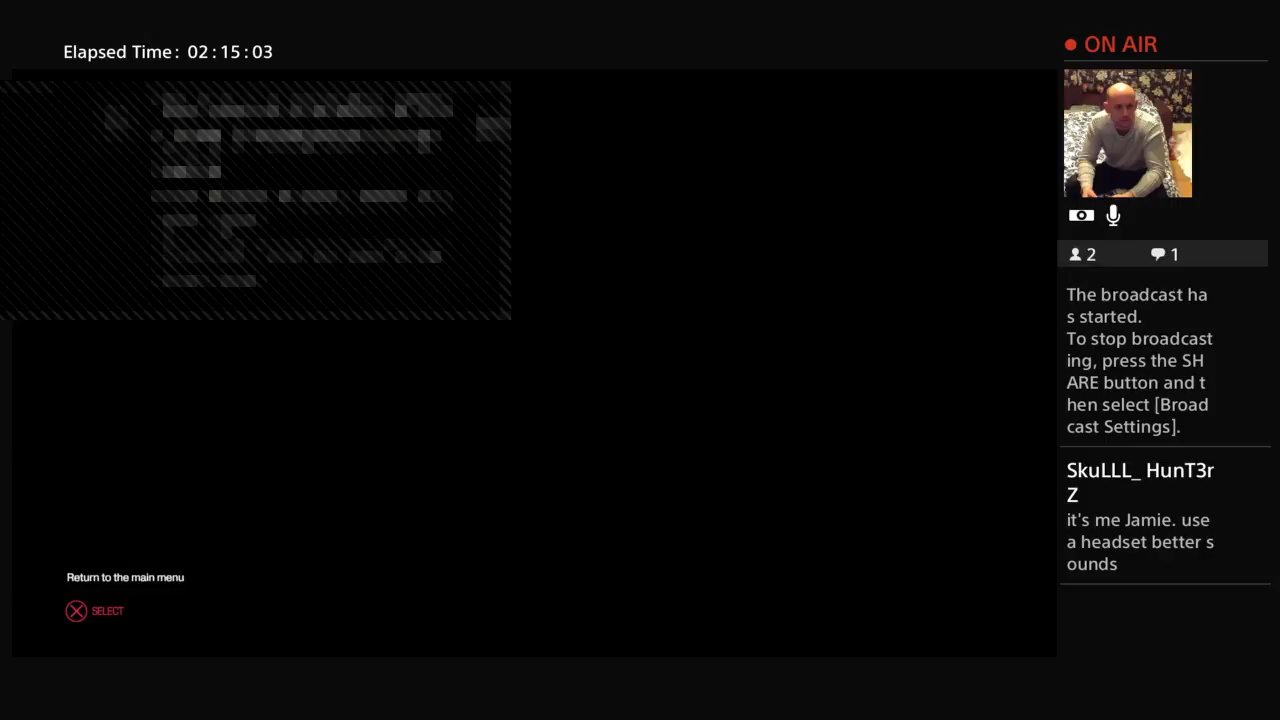 Elapsed Time: 02:15:03
ON AIR
2
1
The broadcast ha
s started.
To stop broadcast
ing, press the SH
ARE button and t
hen select [Broad
cast Settings].
SkuLLL_ HunT3r
Z
it's me Jamie. use
a headset better s
ounds
Return to the main menu
SELECT